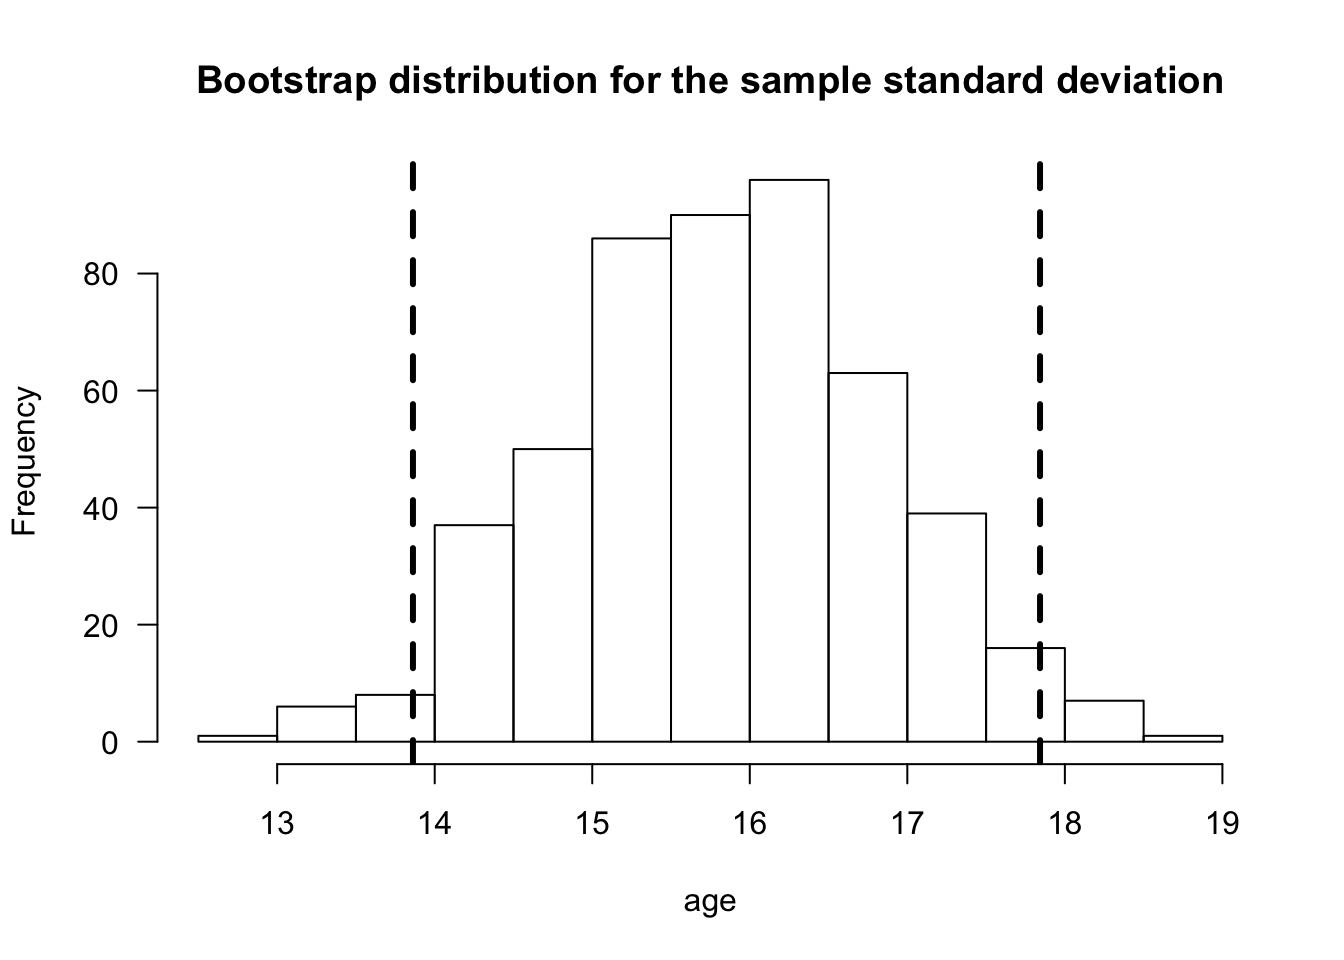 Bootstrap distribution for the sample standard deviation
Frequency
80
60
40
20
0
13 14 15 16 17 18 19
age